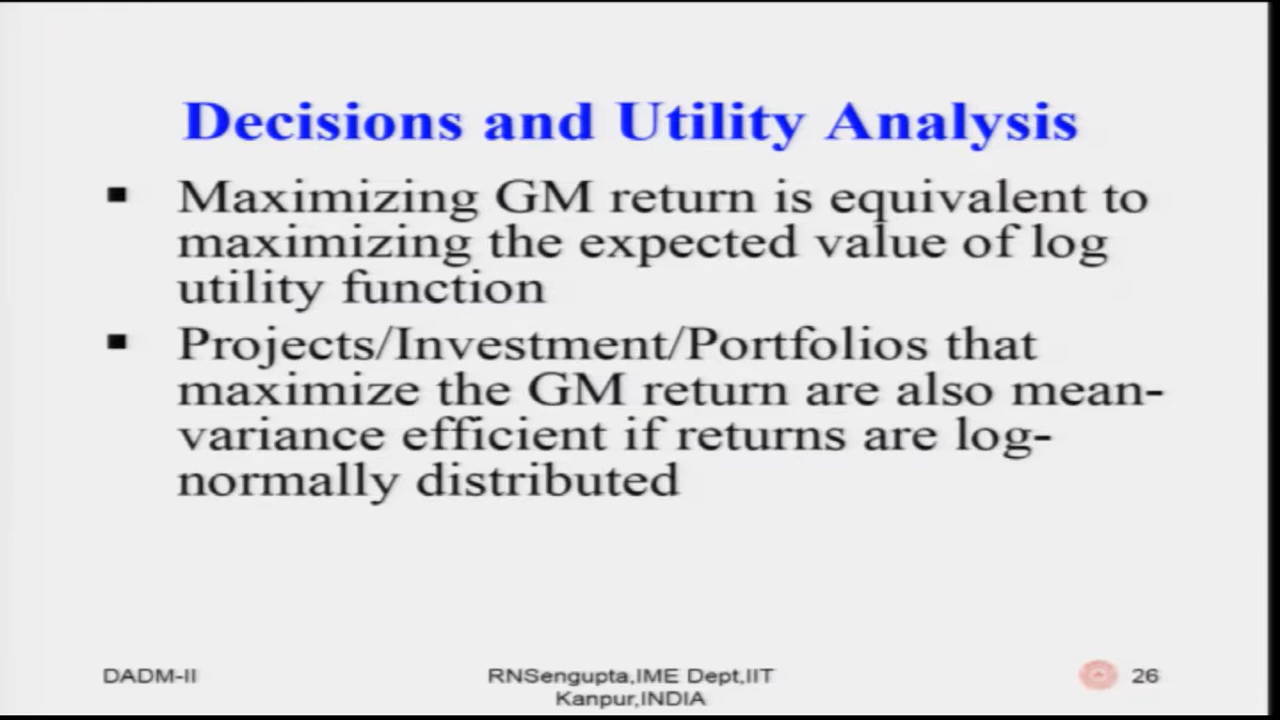 Decisions and Utility Analysis
Maximizing GM return is equivalent to
maximizing the expected value of log
utility function
Projects/Investment/Portfolios that
maximize the GM return are also mean-
variance efficient if returns are log-
normally distributed
DADM-II
RNSengupta,IME Dept,IIT
Kanpur,INDIA
26